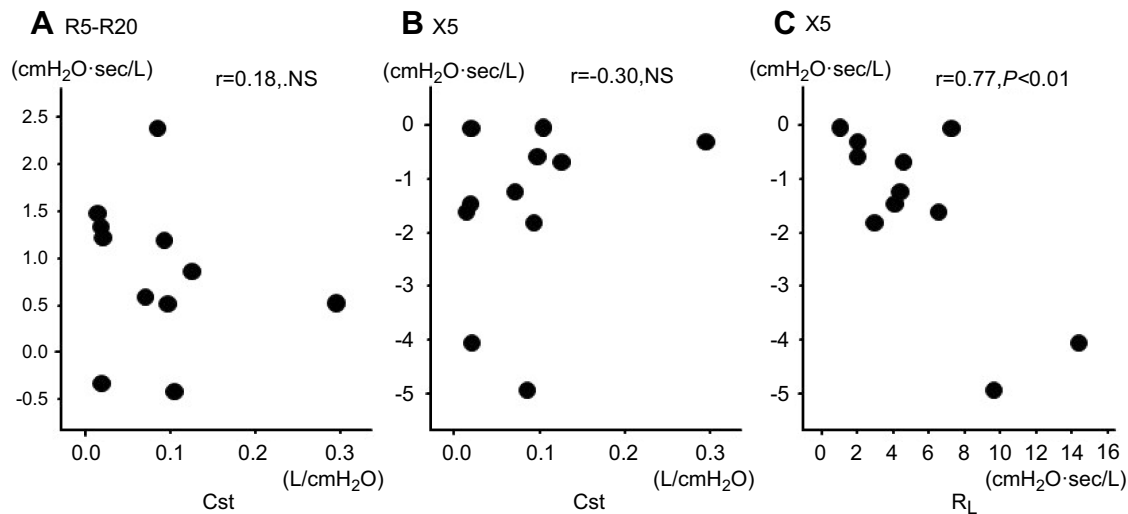 A R5-R20
(cmH₂O·sec/L)
r=0.18,.NS
2.5
2.0
1.5
1.0
0.5
0.0
-0.5
0.0 0.1 0.2 0.3
(L/cmH₂O)
Cst
B X5
(cmH₂O·sec/L)
r=-0.30,NS
0
-1
-2
-3
-4
-5
0.0 0.1 0.2 0.3
(L/cmH₂O)
Cst
C X5
(cmH₂O·sec/L)
r=0.77,P<0.01
0
-1
-2
-3
-4
-5
0 2 4 6 8 10 12 14 16
(cmH₂O·sec/L)
R_L